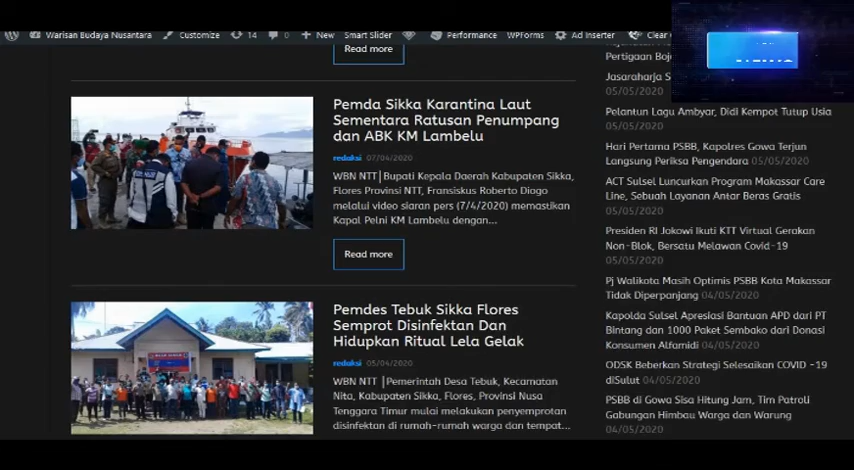 Warisan Budaya Nusantara Customize 14 0 New Smart Slider Performance WPForms Ad Inserter Clear
Read more
Pemda Sikka Karantina Laut
Sementara Ratusan Penumpang
dan ABK KM Lambelu
redaksi 07/04/2020
WBN NTT│Bupati Kepala Daerah Kabupaten Sikka,
Flores Provinsi NTT, Fransiskus Roberto Diogo
melalui video siaran pers (7/4/2020) memastikan
Kapal Pelni KM Lambelu dengan...
Read more
Pemdes Tebuk Sikka Flores
Semprot Disinfektan Dan
Hidupkan Ritual Lela Gelak
redaksi 05/04/2020
WBN NTT │Pemerintah Desa Tebuk, Kecamatan
Nita, Kabupaten Sikka, Flores, Provinsi Nusa
Tenggara Timur mulai melakukan penyemprotan
disinfektan di rumah-rumah warga dan tempat...
Pertigaan
Jasaraharja
05/05/2020
Pelantun Lagu Ambyar, Didi Kempot Tutup Usia
05/05/2020
Hari Pertama PSBB, Kapolres Gowa Terjun
Langsung Periksa Pengendara 05/05/2020
ACT Sulsel Luncurkan Program Makassar Care
Line, Sebuah Layanan Antar Beras Gratis
05/05/2020
Presiden RI Jokowi Ikuti KTT Virtual Gerakan
Non-Blok, Bersatu Melawan Covid-19
05/05/2020
Pj Walikota Masih Optimis PSBB Kota Makassar
Tidak Diperpanjang 04/05/2020
Kapolda Sulsel Apresiasi Bantuan APD dari PT
Bintang dan 1000 Paket Sembako dari Donasi
Konsumen Alfamidi 04/05/2020
ODSK Beberkan Strategi Selesaikan COVID -19
diSulut 04/05/2020
PSBB di Gowa Sisa Hitung Jam, Tim Patroli
Gabungan Himbau Warga dan Warung
04/05/2020